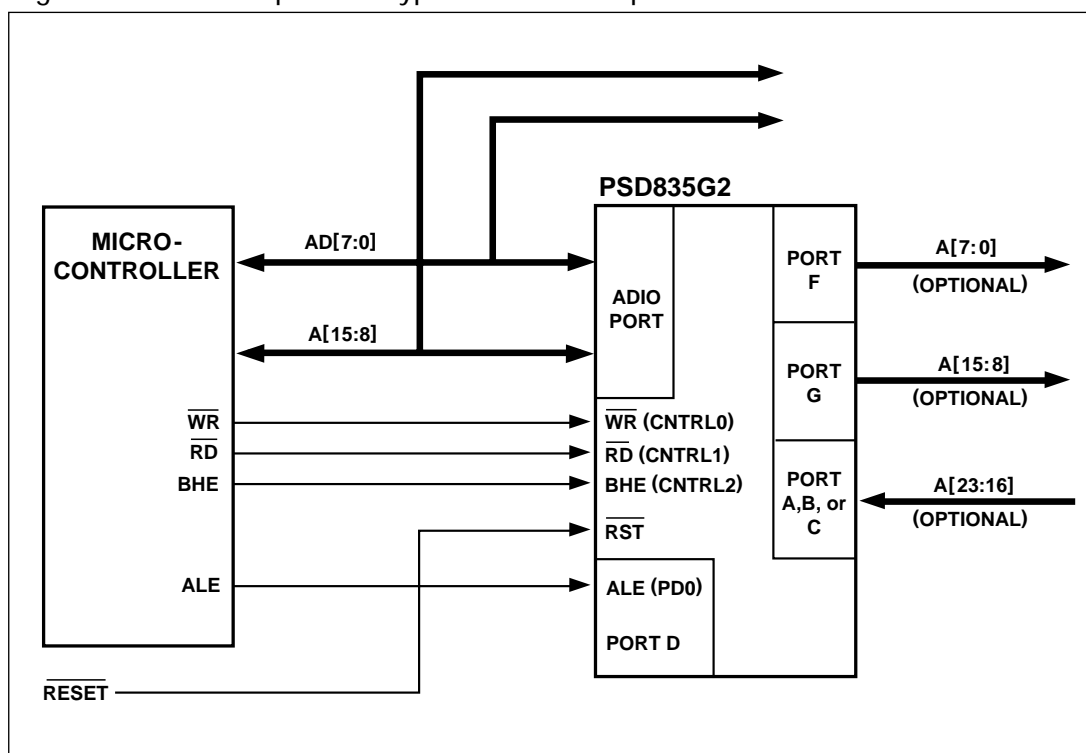 PSD835G2
MICRO-
CONTROLLER
AD[7:0]
A[15:8]
WR
RD
BHE
ALE
RESET
ADIO
PORT
WR (CNTRL0)
RD (CNTRL1)
BHE (CNTRL2)
RST
ALE (PD0)
PORT D
PORT
F
PORT
G
PORT
A,B, or
C
A[7:0]
(OPTIONAL)
A[15:8]
(OPTIONAL)
A[23:16]
(OPTIONAL)